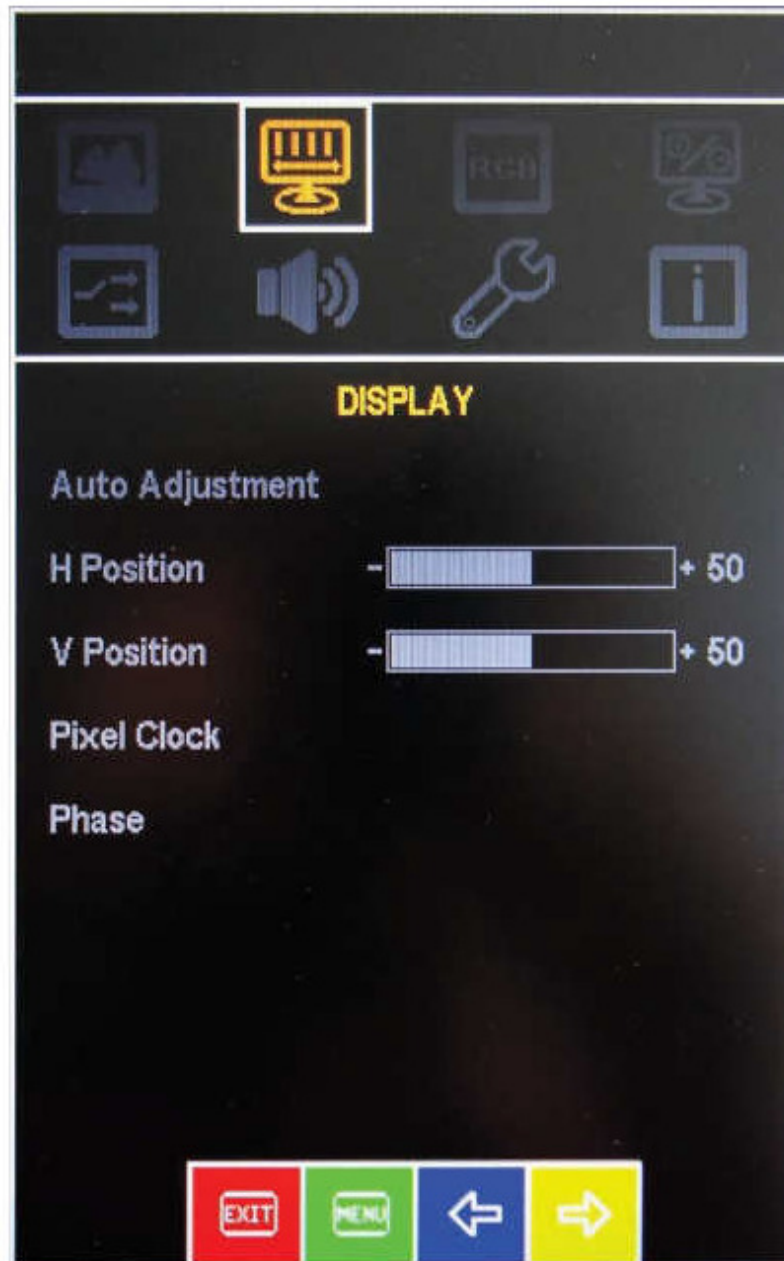 RGB
i
DISPLAY
Auto Adjustment
H Position - + 50
V Position - + 50
Pixel Clock
Phase
EXIT MENU